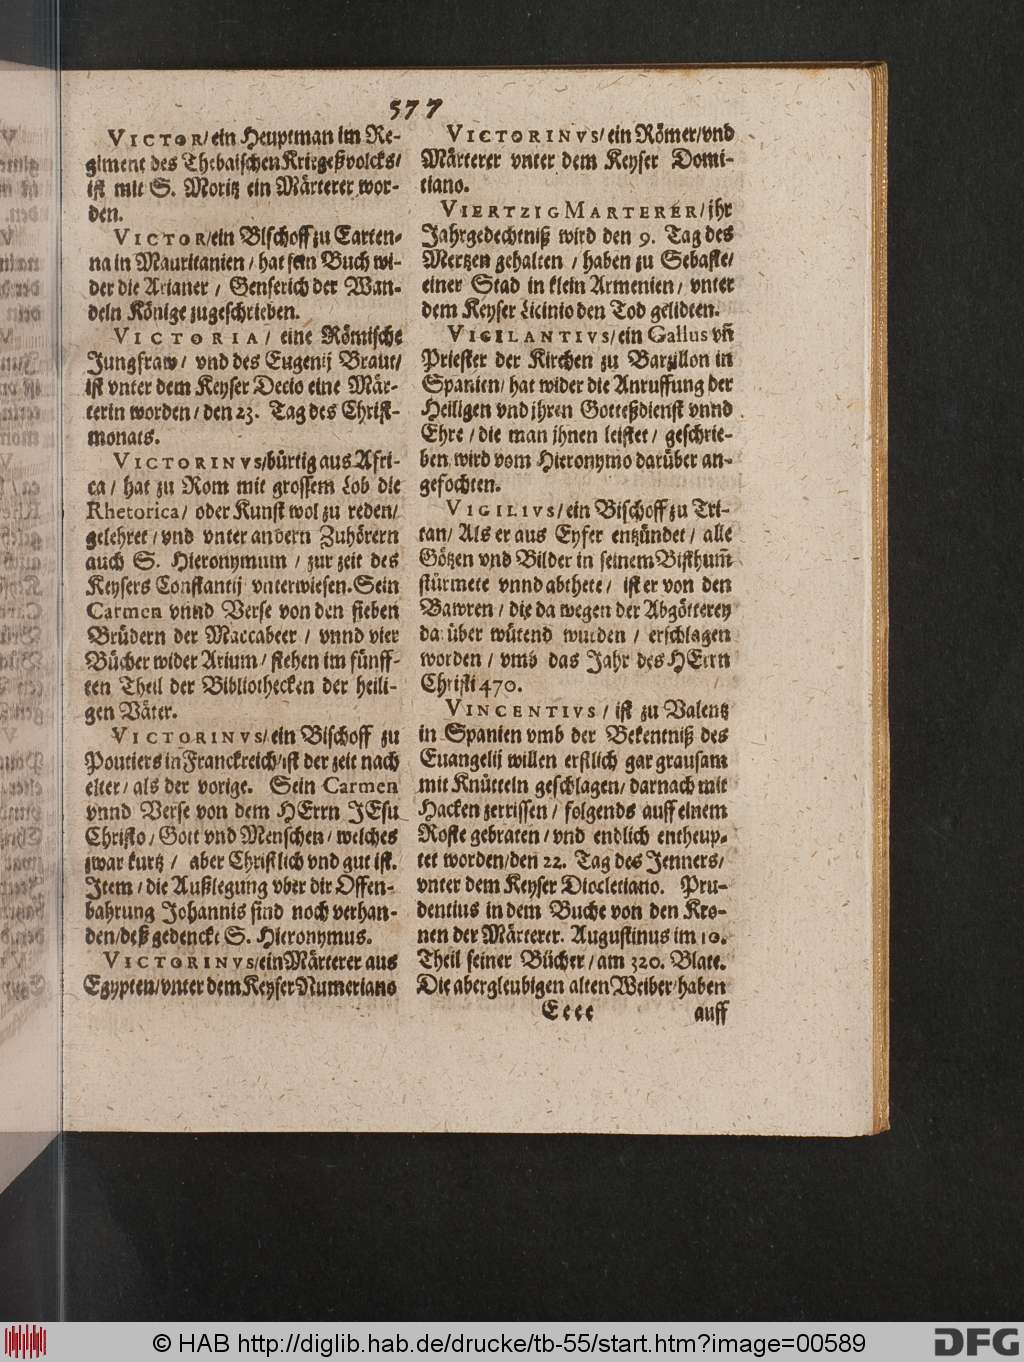 577
VICTOR/ein Heuptman im Re-
giment des Thebaischen Kriegeßvolcks/
ist mit S. Moritz ein Märterer wor-
den.
VICTOR/ein Bischoff zu Carten-
na in Mauritanien/ hat sein Buch wi-
der die Arianer / Genserich der Wan-
deln Könige zugeschrieben.
VICTORIA/ eine Römische
Jungfraw/ vnd des Eugenij Braut/
ist vnter dem Keyser Decio eine Mär-
terin worden/ den 23. Tag des Christ-
monats.
VICTORINVS/bürtig aus Afri-
ca/ hat zu Rom mit grossem Lob die
Rhetorica/ oder Kunst wol zu reden/
gelehret/ vnd vnter andern Zuhörern
auch S. Hieronymum / zur zeit des
Keysers Constantij vnterwiesen. Sein
Carmen vnnd Verse von den sieben
Brüdern der Maccabeer / vnnd vier
Bücher wider Arium/ stehen im fünff-
ten Theil der Bibliothecken der heili-
gen Väter.
VICTORINVS/ein Bischoff zu
Poutiers in Franckreich/ist der zeit nach
elter/ als der vorige. Sein Carmen
vnnd Verse von dem HErrn JEsu
Christo/ Gott vnd Menschen/ welches
zwar kurtz / aber Christlich vnd gut ist.
Item/ die Außlegung vber dir Offen-
bahrung Johannis sind noch verhan-
den/deß gedenckt S. Hieronymus.
VICTORINVS/ein Märterer aus
Egypten/vnter dem Keyser Numeriano
VICTORINVS/ein Römer/vnd
Märterer vnter dem Keyser Domi-
tiano.
VIERTZIG MARTERER/jhr
Jahrgedechtniß wird den 9. Tag des
Mertzen gehalten / haben zu Sebaste/
einer Stad in klein Armenien/ vnter
dem Keyser Licinio den Tod gelidten.
VIGILANTIVS/ein Gallus vñ
Priester der Kirchen zu Barzillon in
Spanien/ hat wider die Anruffung der
Heiligen vnd jhren Gotteßdienst vnnd
Ehre / die man jhnen leistet/ geschrie-
ben, wird vom Hieronymo darüber an-
gefochten.
VIGILIVS/ein Bischoff zu Tri-
tan/ Als er aus Eyfer entzündet/ alle
Götzen vnd Bilder in seinem Bisthum̃
stürmete vnnd abthete/ ist er von den
Bawren/ die da wegen der Abgötterey
darüber wütend wurden / erschlagen
worden / vmb das Jahr des HErrn
Christi 470.
VINCENTIVS / ist zu Valentz
in Spanien vmb der Bekentniß des
Euangelij willen erstlich gar grausam
mit Knütteln geschlagen/ darnach mit
Hacken zerrissen/ folgends auff einem
Roste gebraten/ vnd endlich entheup-
tet worden/den 22. Tag des Jenners/
vnter dem Keyser Diocletiano. Pru-
dentius in dem Buche von den Kro-
nen der Märterer. Augustinus im 10.
Theil seiner Bücher/ am 320. Blate.
Die abergleubigen alten Weiber haben
Eeee auff
© HAB http://diglib.hab.de/drucke/tb-55/start.htm?image=00589
DFG